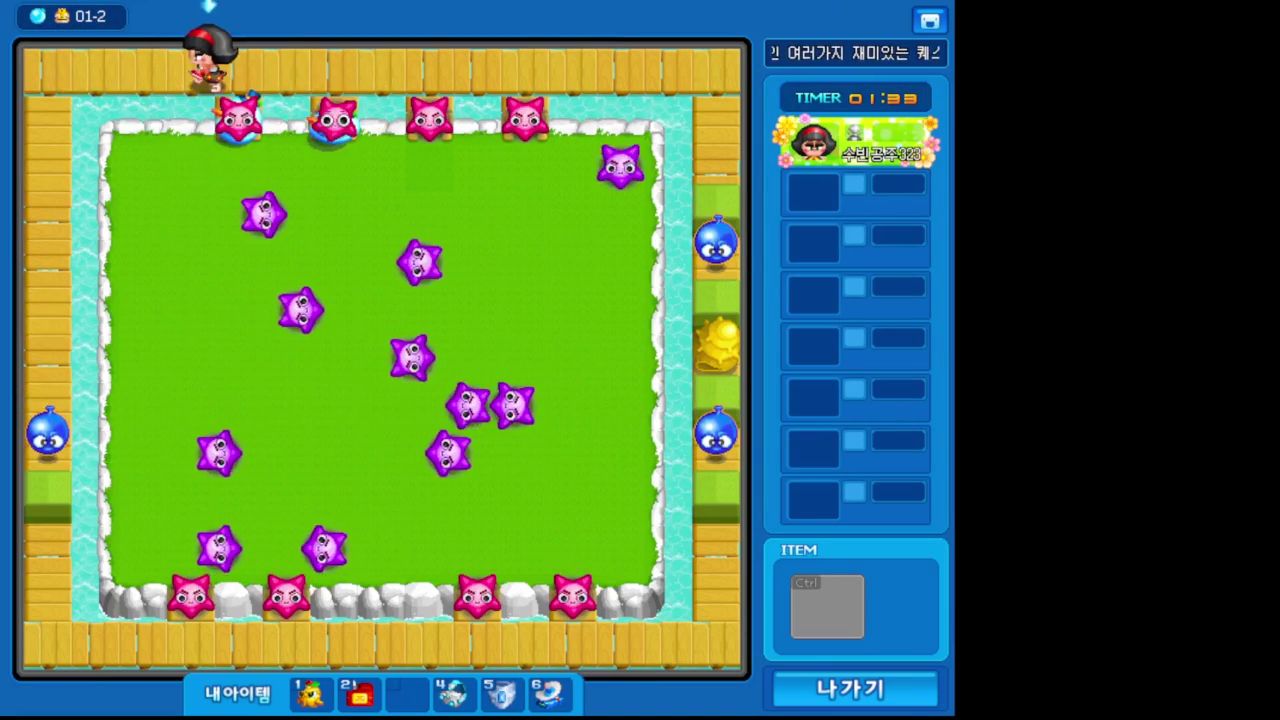 01-2
여러가지 재미있는 퀘스
TIMER 01:33
수빈공주323
ITEM
Ctrl
내아이템 1 2 4 5 6
나가기